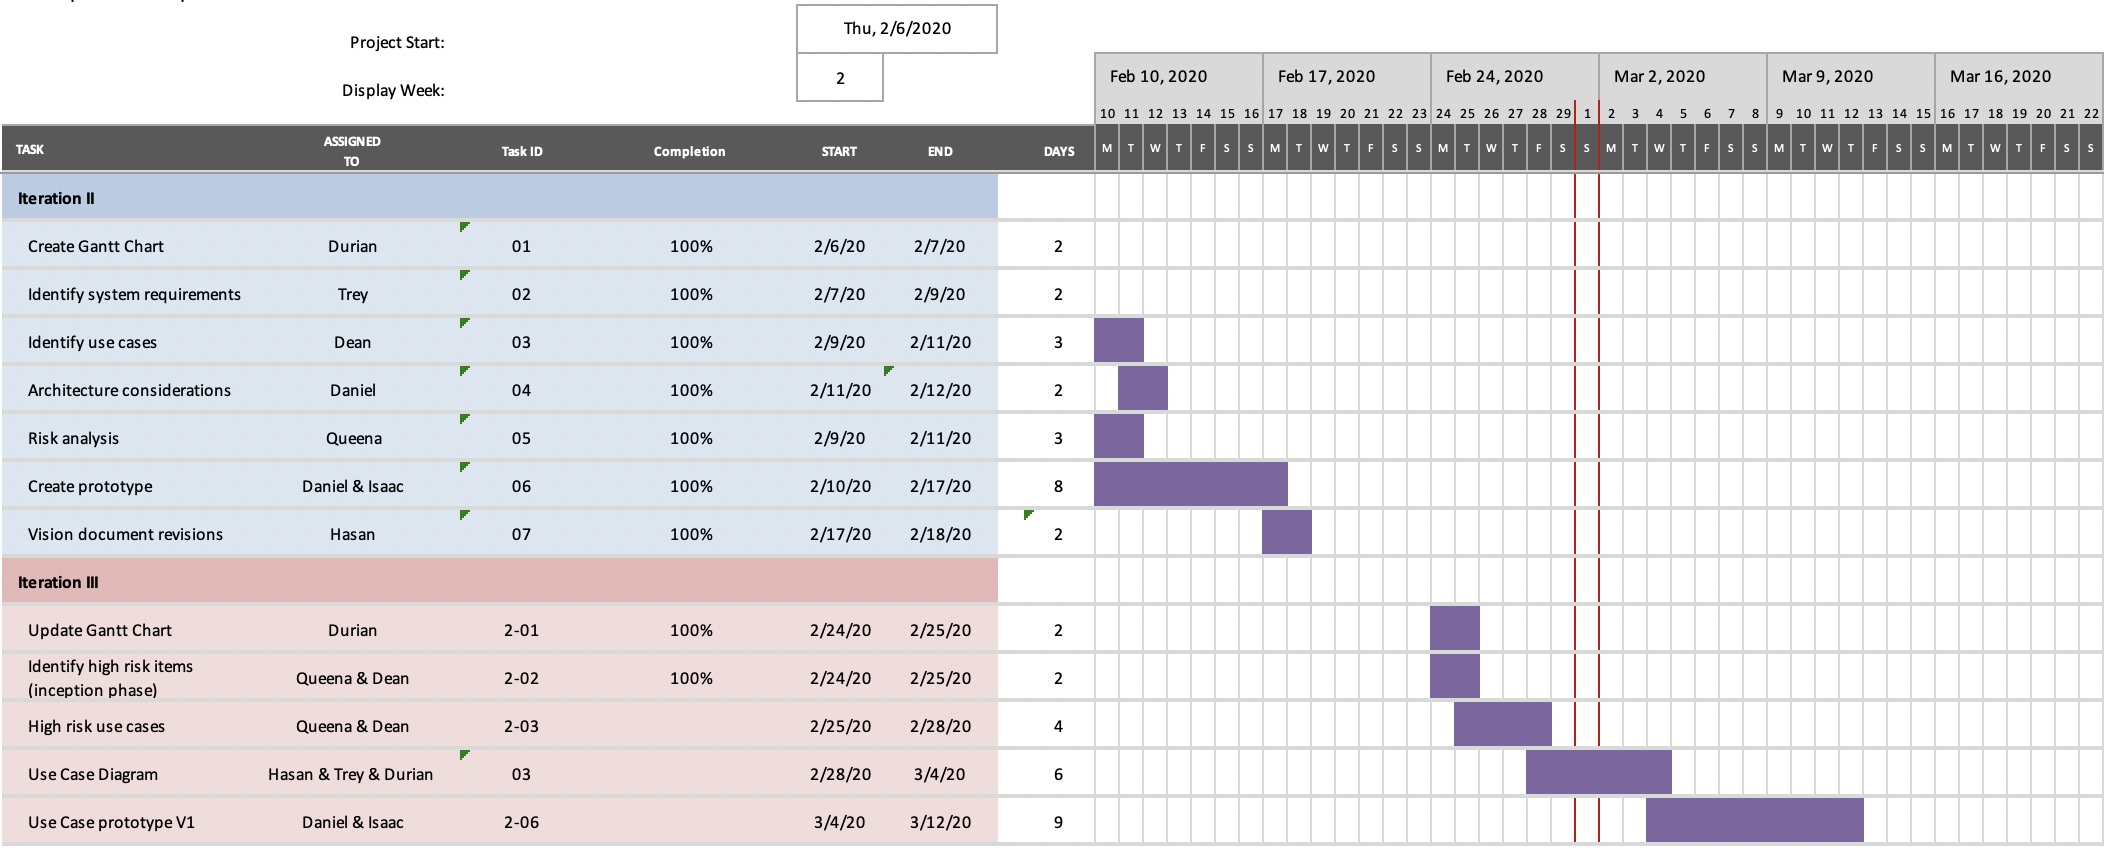 Thu, 2/6/2020
Project Start:
2
Display Week:
Feb 10, 2020 Feb 17, 2020 Feb 24, 2020 Mar 2, 2020 Mar 9, 2020 Mar 16, 2020
10 11 12 13 14 15 16 17 18 19 20 21 22 23 24 25 26 27 28 29 1 2 3 4 5 6 7 8 9 10 11 12 13 14 15 16 17 18 19 20 21 22
TASK ASSIGNED TO Task ID Completion START END DAYS M T W T F S S M T W T F S S M T W T F S S M T W T F S S M T W T F S S M T W T F S S
Iteration II
Create Gantt Chart Durian 01 100% 2/6/20 2/7/20 2
Identify system requirements Trey 02 100% 2/7/20 2/9/20 2
Identify use cases Dean 03 100% 2/9/20 2/11/20 3
Architecture considerations Daniel 04 100% 2/11/20 2/12/20 2
Risk analysis Queena 05 100% 2/9/20 2/11/20 3
Create prototype Daniel & Isaac 06 100% 2/10/20 2/17/20 8
Vision document revisions Hasan 07 100% 2/17/20 2/18/20 2
Iteration III
Update Gantt Chart Durian 2-01 100% 2/24/20 2/25/20 2
Identify high risk items
(inception phase) Queena & Dean 2-02 100% 2/24/20 2/25/20 2
High risk use cases Queena & Dean 2-03 2/25/20 2/28/20 4
Use Case Diagram Hasan & Trey & Durian 03 2/28/20 3/4/20 6
Use Case prototype V1 Daniel & Isaac 2-06 3/4/20 3/12/20 9